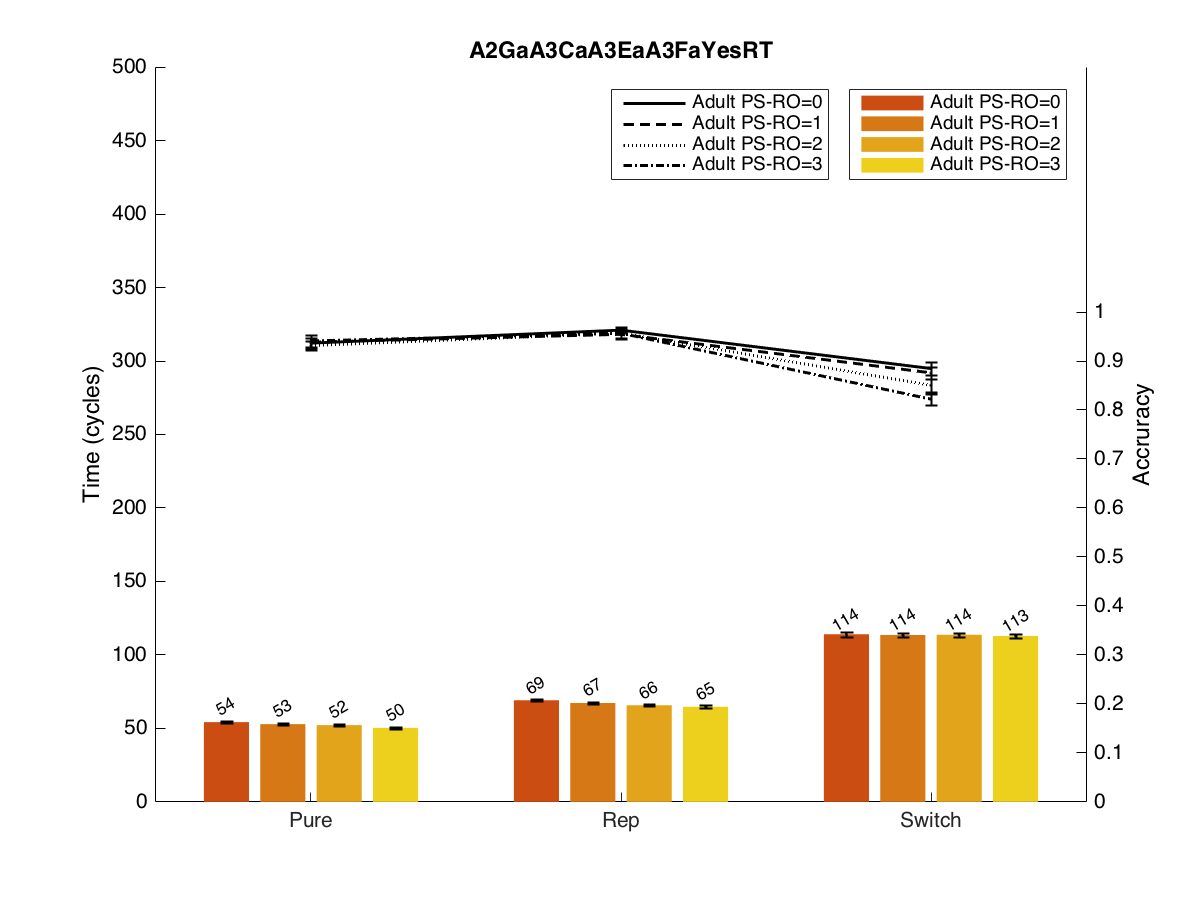 A2GaA3CaA3EaA3FaYesRT
500
450
400
350
300
250
200
150
100
50
0
Time (cycles)
Adult PS-RO=0
Adult PS-RO=1
Adult PS-RO=2
Adult PS-RO=3
Adult PS-RO=0
Adult PS-RO=1
Adult PS-RO=2
Adult PS-RO=3
1
0.9
0.8
0.7
0.6
0.5
0.4
0.3
0.2
0.1
0
Accruracy
54
53
52
50
69
67
66
65
114
114
114
113
Pure
Rep
Switch